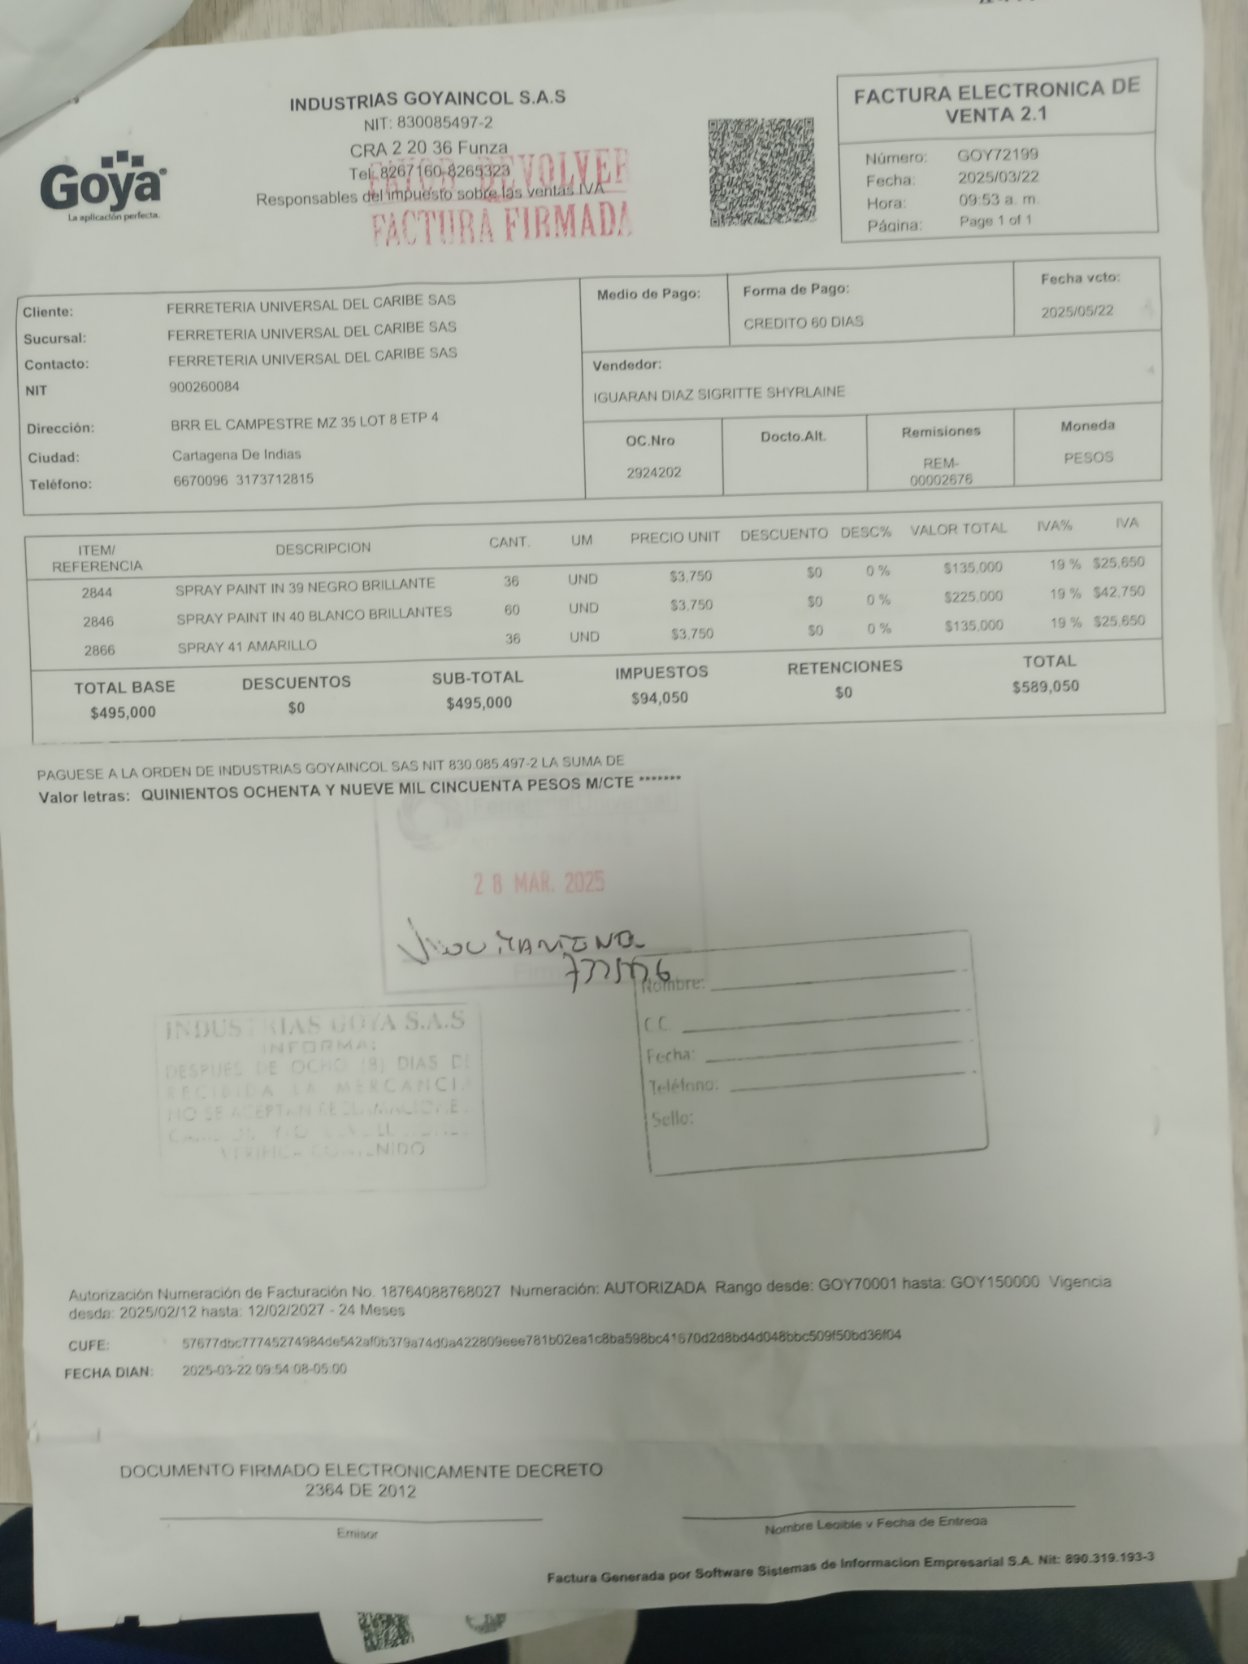 INDUSTRIAS GOYAINCOL S.A.S
NIT: 830085497-2
CRA 2 20 36 Funza
Tel. 8267160-8265323
Responsables del impuesto sobre las ventas IVA
DEVOLVER
FACTURA FIRMADA
Goya
La aplicación perfecta.
FACTURA ELECTRONICA DE
VENTA 2.1
Número: GOY72199
Fecha: 2025/03/22
Hora: 09:53 a. m.
Página: Page 1 of 1
Cliente: FERRETERIA UNIVERSAL DEL CARIBE SAS
Sucursal: FERRETERIA UNIVERSAL DEL CARIBE SAS
Contacto: FERRETERIA UNIVERSAL DEL CARIBE SAS
NIT 900260084
Dirección: BRR EL CAMPESTRE MZ 35 LOT 8 ETP 4
Ciudad: Cartagena De Indias
Teléfono: 6670096 3173712815
Medio de Pago:
Forma de Pago:
CREDITO 60 DIAS
Fecha vcto:
2025/05/22
Vendedor:
IGUARAN DIAZ SIGRITTE SHYRLAINE
OC.Nro
2924202
Docto.Alt.
Remisiones
REM-
00002676
Moneda
PESOS
ITEM/
REFERENCIA DESCRIPCION CANT. UM PRECIO UNIT DESCUENTO DESC% VALOR TOTAL IVA% IVA
2844 SPRAY PAINT IN 39 NEGRO BRILLANTE 36 UND $3,750 $0 0 % $135,000 19 % $25,650
2846 SPRAY PAINT IN 40 BLANCO BRILLANTES 60 UND $3,750 $0 0 % $225,000 19 % $42,750
2866 SPRAY 41 AMARILLO 36 UND $3,750 $0 0 % $135,000 19 % $25,650
TOTAL BASE DESCUENTOS SUB-TOTAL IMPUESTOS RETENCIONES TOTAL
$495,000 $0 $495,000 $94,050 $0 $589,050
PAGUESE A LA ORDEN DE INDUSTRIAS GOYAINCOL SAS NIT 830.085.497-2 LA SUMA DE
Valor letras: QUINIENTOS OCHENTA Y NUEVE MIL CINCUENTA PESOS M/CTE *******
28 MAR. 2025
Nombre:
C.C.
Fecha:
Teléfono:
Sello:
INDUSTRIAS GOYA S.A.S
INFORMA:
DESPUES DE OCHO (8) DIAS DE
RECIBIDA LA MERCANCIA
NO SE ACEPTAN RECLAMACIONES
CONTENIDO
Autorización Numeración de Facturación No. 18764088768027 Numeración: AUTORIZADA Rango desde: GOY70001 hasta: GOY150000 Vigencia
desde: 2025/02/12 hasta: 12/02/2027 - 24 Meses
CUFE: 57677dbc77745274984de542af0b379a74d0a422809eee781b02ea1c8ba598bc41670d2d8bd4d048bbc509f50bd36f04
FECHA DIAN: 2025-03-22 09:54:08-05:00
DOCUMENTO FIRMADO ELECTRONICAMENTE DECRETO
2364 DE 2012
Emisor
Nombre Legible y Fecha de Entrega
Factura Generada por Software Sistemas de Informacion Empresarial S.A. Nit: 890.319.193-3